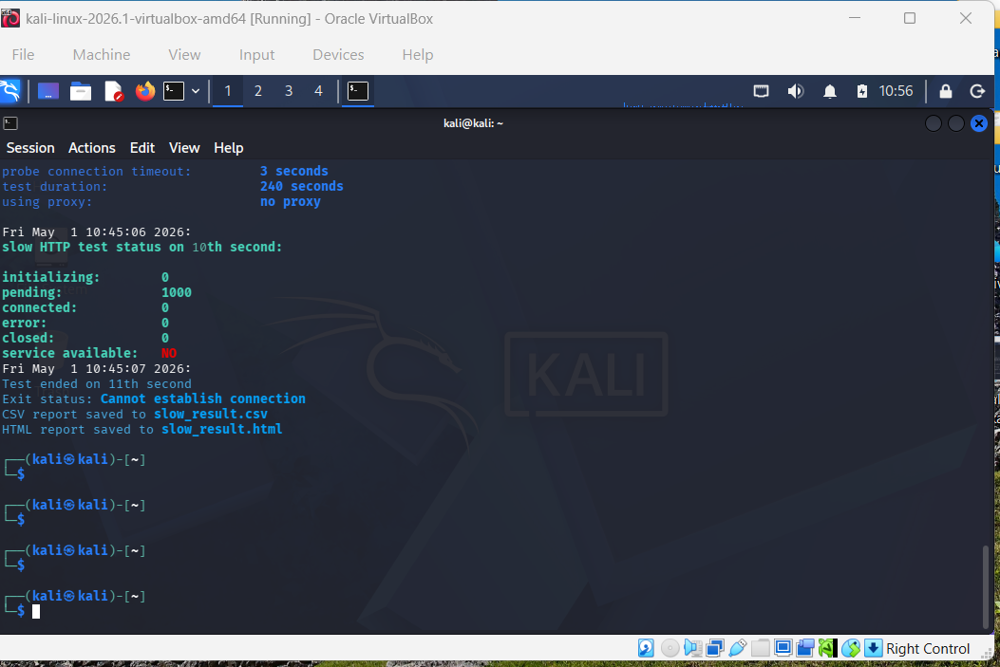 kali-linux-2026.1-virtualbox-amd64 [Running] - Oracle VirtualBox
File Machine View Input Devices Help
1 2 3 4 10:56
kali@kali: ~
Session Actions Edit View Help
probe connection timeout: 3 seconds
test duration: 240 seconds
using proxy: no proxy
Fri May 1 10:45:06 2026:
slow HTTP test status on 10th second:
initializing: 0
pending: 1000
connected: 0
error: 0
closed: 0
service available: NO
Fri May 1 10:45:07 2026:
Test ended on 11th second
Exit status: Cannot establish connection
CSV report saved to slow_result.csv
HTML report saved to slow_result.html
┌──(kali㉿kali)-[~]
└─$
┌──(kali㉿kali)-[~]
└─$
┌──(kali㉿kali)-[~]
└─$
┌──(kali㉿kali)-[~]
└─$
KALI
Right Control